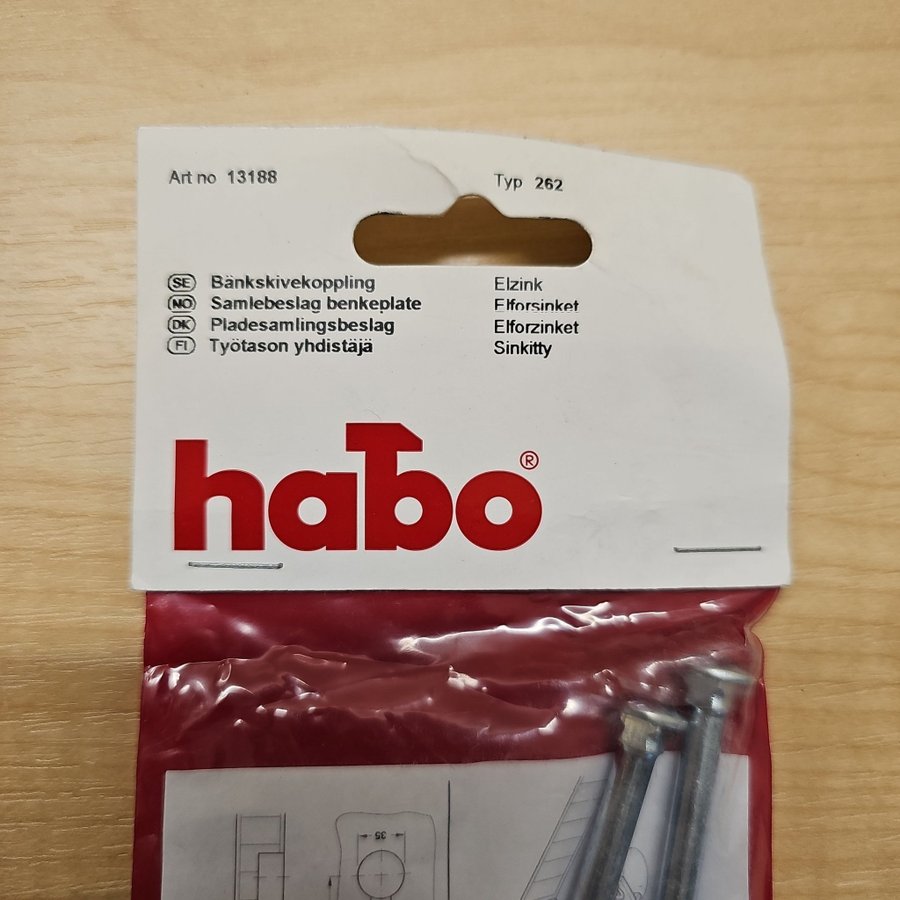 Art no 13188 Typ 262
SE Bänkskivekoppling Elzink
NO Samlebeslag benkeplate Elforsinket
DK Pladesamlingsbeslag Elforzinket
FI Työtason yhdistäjä Sinkitty
habo®
35